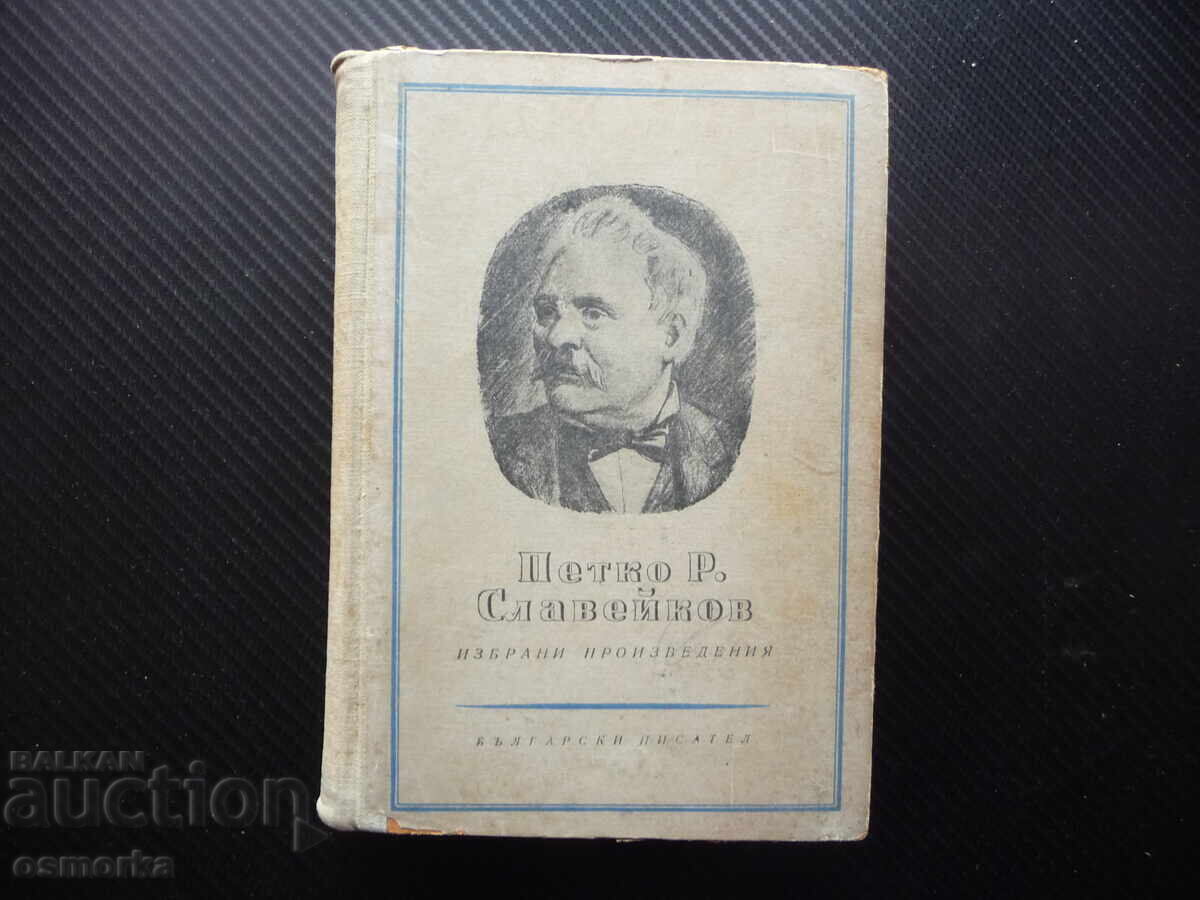 Петко Р.
Славейков
ИЗБРАНИ ПРОИЗВЕДЕНИЯ
БЪЛГАРСКИ ПИСАТЕЛ
BALKAN
auction
osmorka